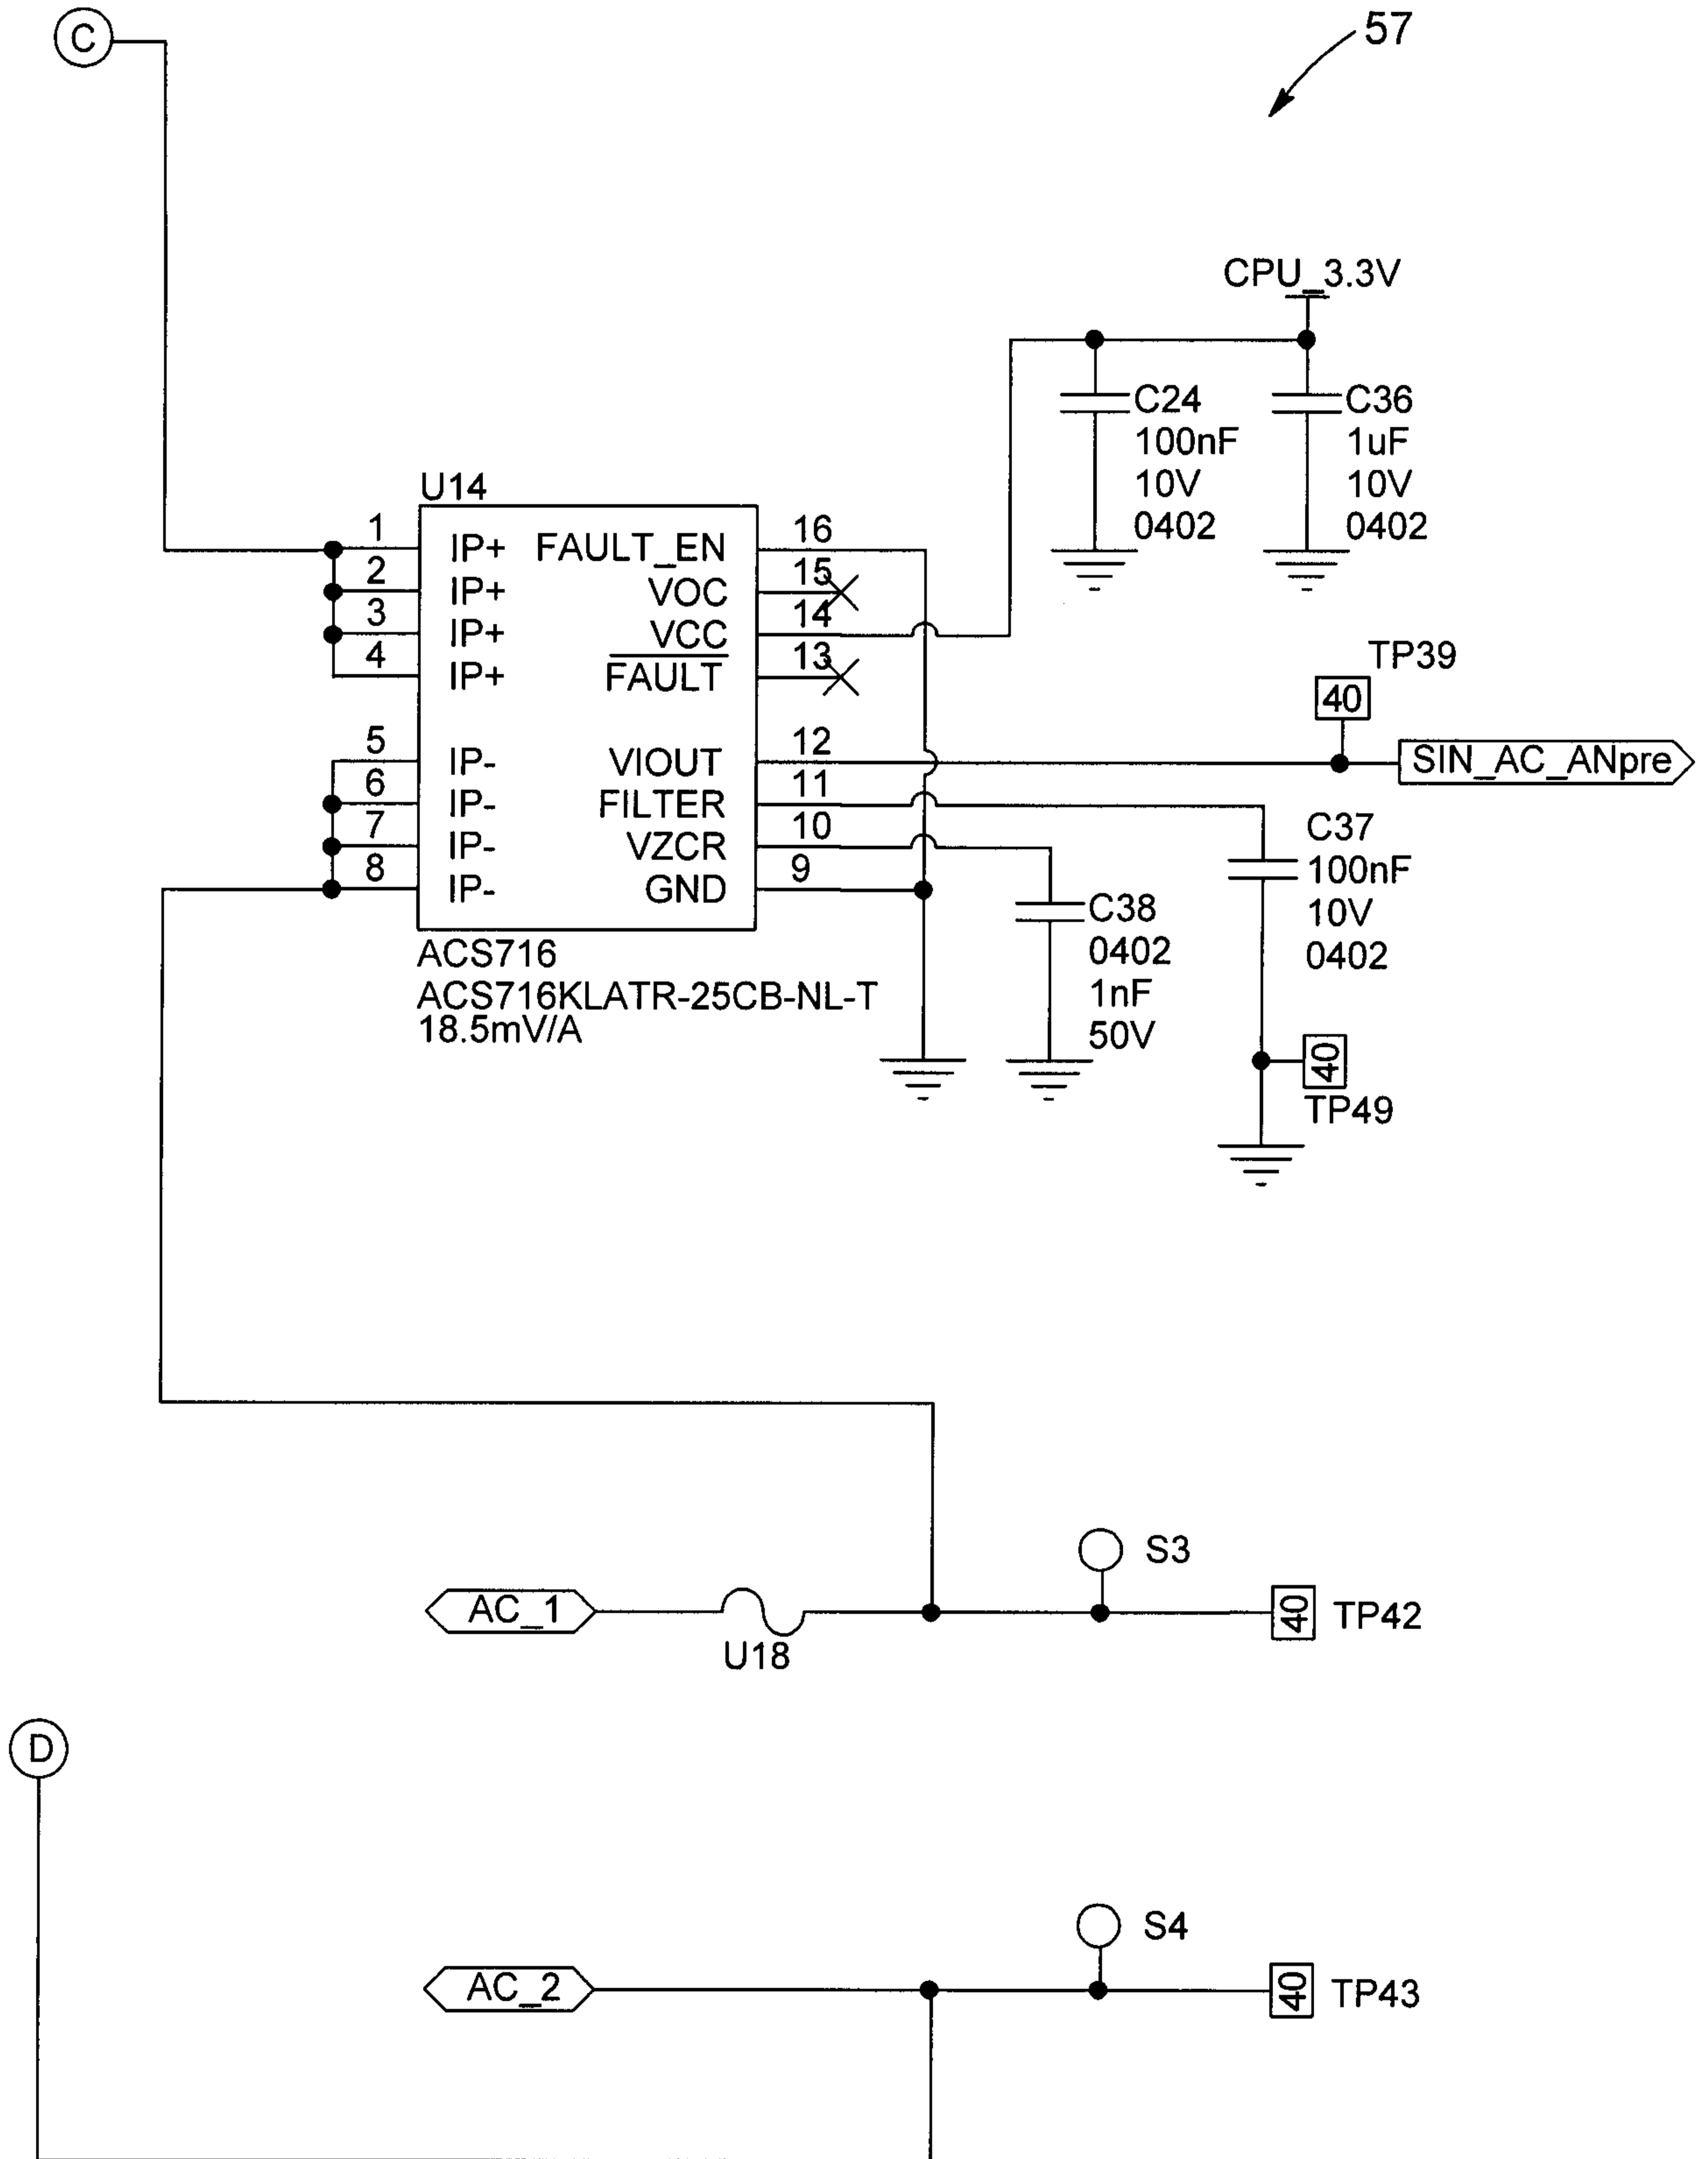 C
57
CPU_3.3V
C24
100nF
10V
0402
C36
1uF
10V
0402
U14
1 IP+ FAULT_EN 16
2 IP+ VOC 15
3 IP+ VCC 14
4 IP+ FAULT 13
5 IP- VIOUT 12
6 IP- FILTER 11
7 IP- VZCR 10
8 IP- GND 9
ACS716
ACS716KLATR-25CB-NL-T
18.5mV/A
TP39
40
SIN_AC_ANpre
C37
100nF
10V
0402
C38
0402
1nF
50V
40
TP49
S3
AC_1
U18
40 TP42
D
S4
AC_2
40 TP43